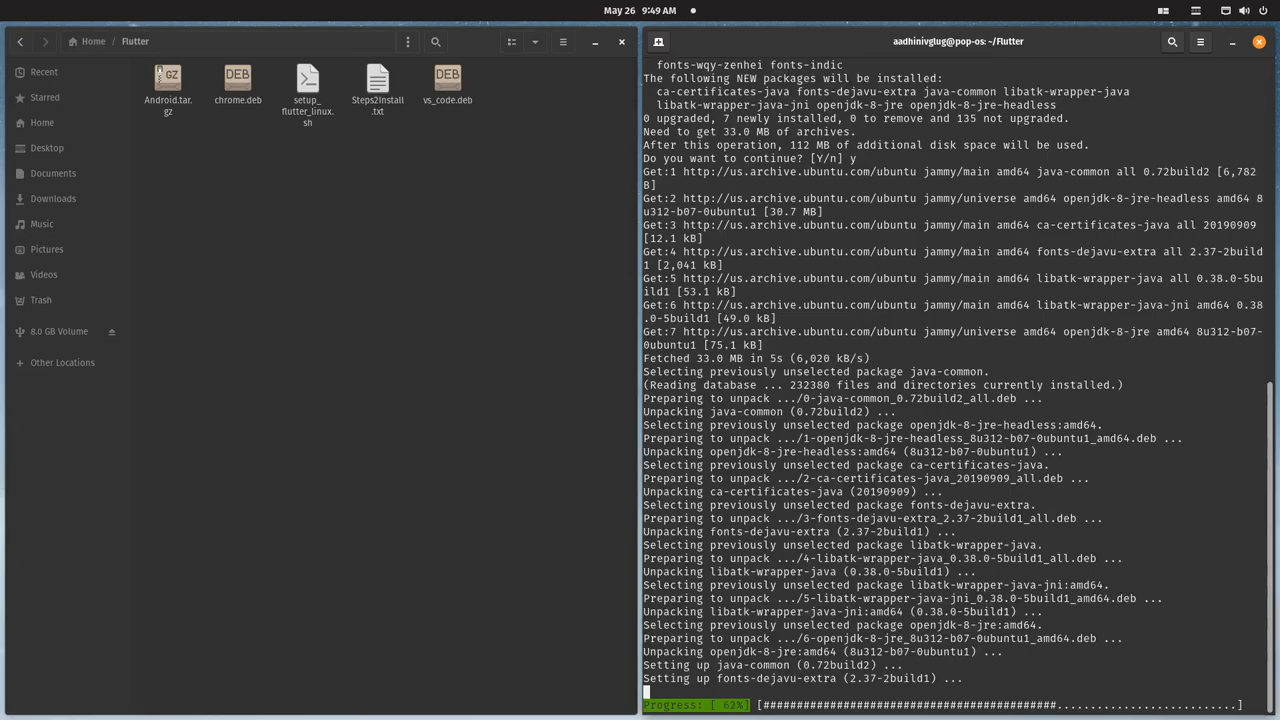 May 26 9:49 AM
Home
Flutter
Recent
Starred
Home
Desktop
Documents
Downloads
Music
Pictures
Videos
Trash
8.0 GB Volume
Other Locations
GZ
Android.tar.
gz
DEB
chrome.deb
setup_
flutter_linux.
sh
Steps2Install
.txt
DEB
vs_code.deb
aadhinivglug@pop-os: ~/Flutter
fonts-wqy-zenhei fonts-indic
The following NEW packages will be installed:
ca-certificates-java fonts-dejavu-extra java-common libatk-wrapper-java
libatk-wrapper-java-jni openjdk-8-jre openjdk-8-jre-headless
0 upgraded, 7 newly installed, 0 to remove and 135 not upgraded.
Need to get 33.0 MB of archives.
After this operation, 112 MB of additional disk space will be used.
Do you want to continue? [Y/n] y
Get:1 http://us.archive.ubuntu.com/ubuntu jammy/main amd64 java-common all 0.72build2 [6,782
B]
Get:2 http://us.archive.ubuntu.com/ubuntu jammy/universe amd64 openjdk-8-jre-headless amd64 8
u312-b07-0ubuntu1 [30.7 MB]
Get:3 http://us.archive.ubuntu.com/ubuntu jammy/main amd64 ca-certificates-java all 20190909
[12.1 kB]
Get:4 http://us.archive.ubuntu.com/ubuntu jammy/main amd64 fonts-dejavu-extra all 2.37-2build
1 [2,041 kB]
Get:5 http://us.archive.ubuntu.com/ubuntu jammy/main amd64 libatk-wrapper-java all 0.38.0-5bu
ild1 [53.1 kB]
Get:6 http://us.archive.ubuntu.com/ubuntu jammy/main amd64 libatk-wrapper-java-jni amd64 0.38
.0-5build1 [49.0 kB]
Get:7 http://us.archive.ubuntu.com/ubuntu jammy/universe amd64 openjdk-8-jre amd64 8u312-b07-
0ubuntu1 [75.1 kB]
Fetched 33.0 MB in 5s (6,020 kB/s)
Selecting previously unselected package java-common.
(Reading database ... 232380 files and directories currently installed.)
Preparing to unpack .../0-java-common_0.72build2_all.deb ...
Unpacking java-common (0.72build2) ...
Selecting previously unselected package openjdk-8-jre-headless:amd64.
Preparing to unpack .../1-openjdk-8-jre-headless_8u312-b07-0ubuntu1_amd64.deb ...
Unpacking openjdk-8-jre-headless:amd64 (8u312-b07-0ubuntu1) ...
Selecting previously unselected package ca-certificates-java.
Preparing to unpack .../2-ca-certificates-java_20190909_all.deb ...
Unpacking ca-certificates-java (20190909) ...
Selecting previously unselected package fonts-dejavu-extra.
Preparing to unpack .../3-fonts-dejavu-extra_2.37-2build1_all.deb ...
Unpacking fonts-dejavu-extra (2.37-2build1) ...
Selecting previously unselected package libatk-wrapper-java.
Preparing to unpack .../4-libatk-wrapper-java_0.38.0-5build1_all.deb ...
Unpacking libatk-wrapper-java (0.38.0-5build1) ...
Selecting previously unselected package libatk-wrapper-java-jni:amd64.
Preparing to unpack .../5-libatk-wrapper-java-jni_0.38.0-5build1_amd64.deb ...
Unpacking libatk-wrapper-java-jni:amd64 (0.38.0-5build1) ...
Selecting previously unselected package openjdk-8-jre:amd64.
Preparing to unpack .../6-openjdk-8-jre_8u312-b07-0ubuntu1_amd64.deb ...
Unpacking openjdk-8-jre:amd64 (8u312-b07-0ubuntu1) ...
Setting up java-common (0.72build2) ...
Setting up fonts-dejavu-extra (2.37-2build1) ...
Progress: [ 62%] [############################################...........................]